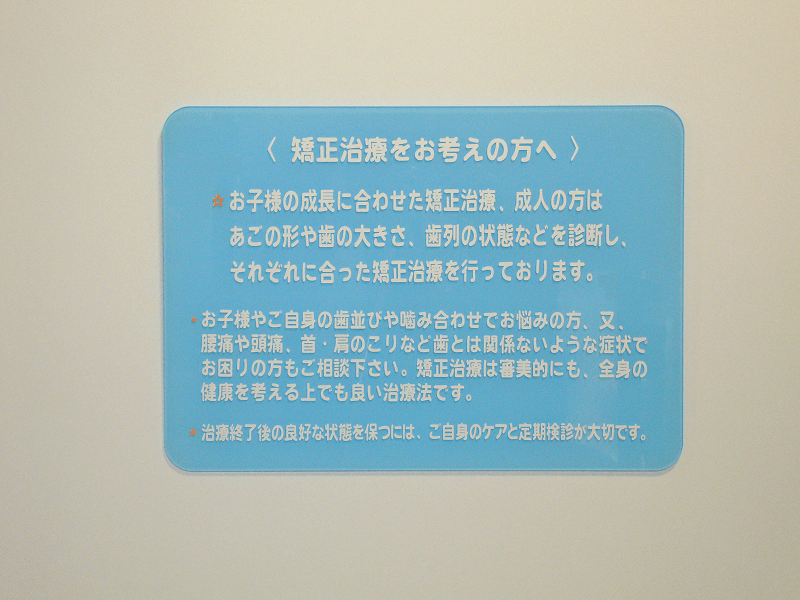 〈 矯正治療をお考えの方へ 〉
☆お子様の成長に合わせた矯正治療、成人の方は
あごの形や歯の大きさ、歯列の状態などを診断し、
それぞれに合った矯正治療を行っております。
・お子様やご自身の歯並びや噛み合わせでお悩みの方、又、
腰痛や頭痛、首・肩のこりなど歯とは関係ないような症状で
お困りの方もご相談下さい。矯正治療は審美的にも、全身の
健康を考える上でも良い治療法です。
・治療終了後の良好な状態を保つには、ご自身のケアと定期検診が大切です。